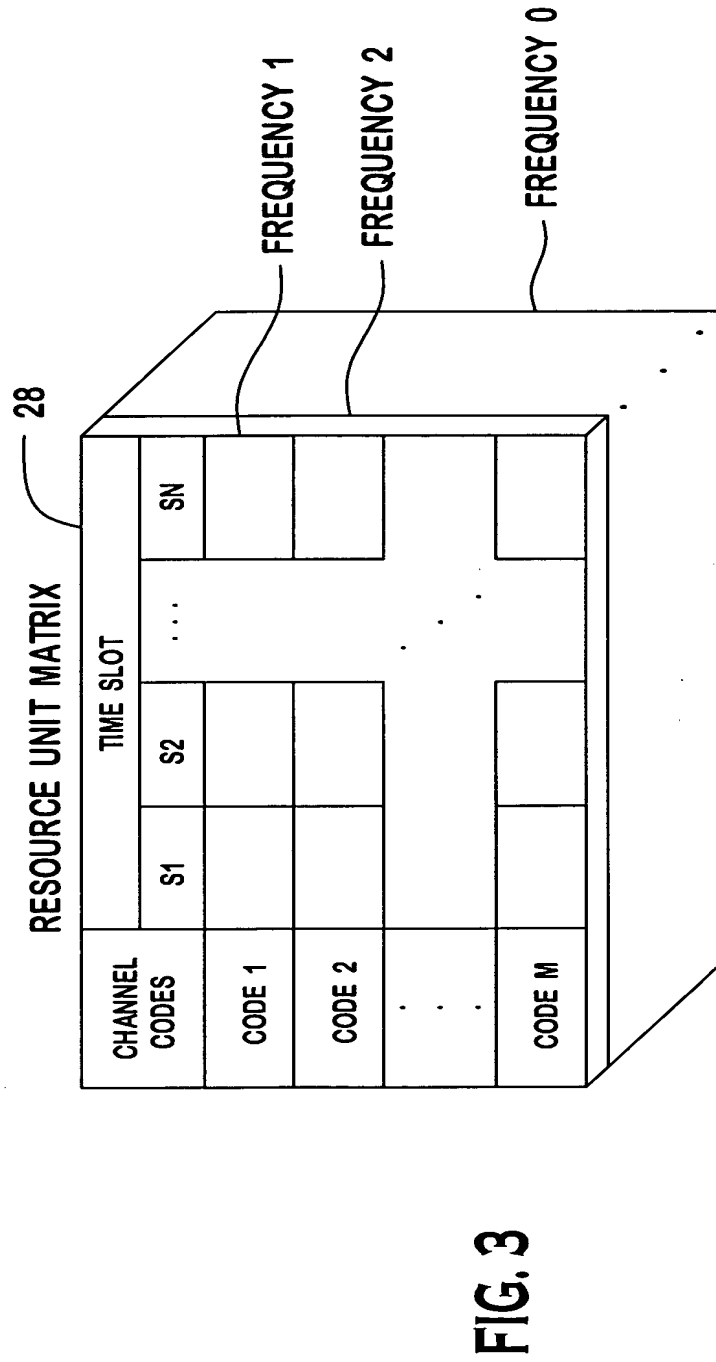 RESOURCE UNIT MATRIX
28
CHANNEL CODES
TIME SLOT
S1 S2 ... SN
CODE 1
CODE 2
CODE M
FREQUENCY 1
FREQUENCY 2
FREQUENCY 0
FIG. 3